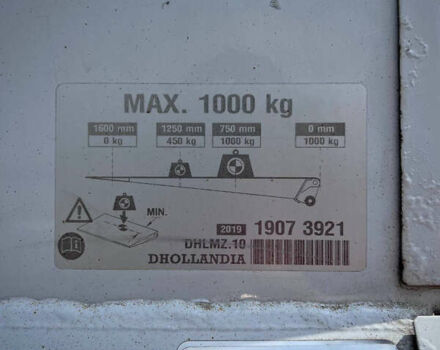 MAX. 1000 kg
1600 mm 1250 mm 750 mm 0 mm
0 kg 450 kg 1000 kg 1000 kg
MIN.
2019 1907 3921
DHLMZ.10
DHOLLANDIA